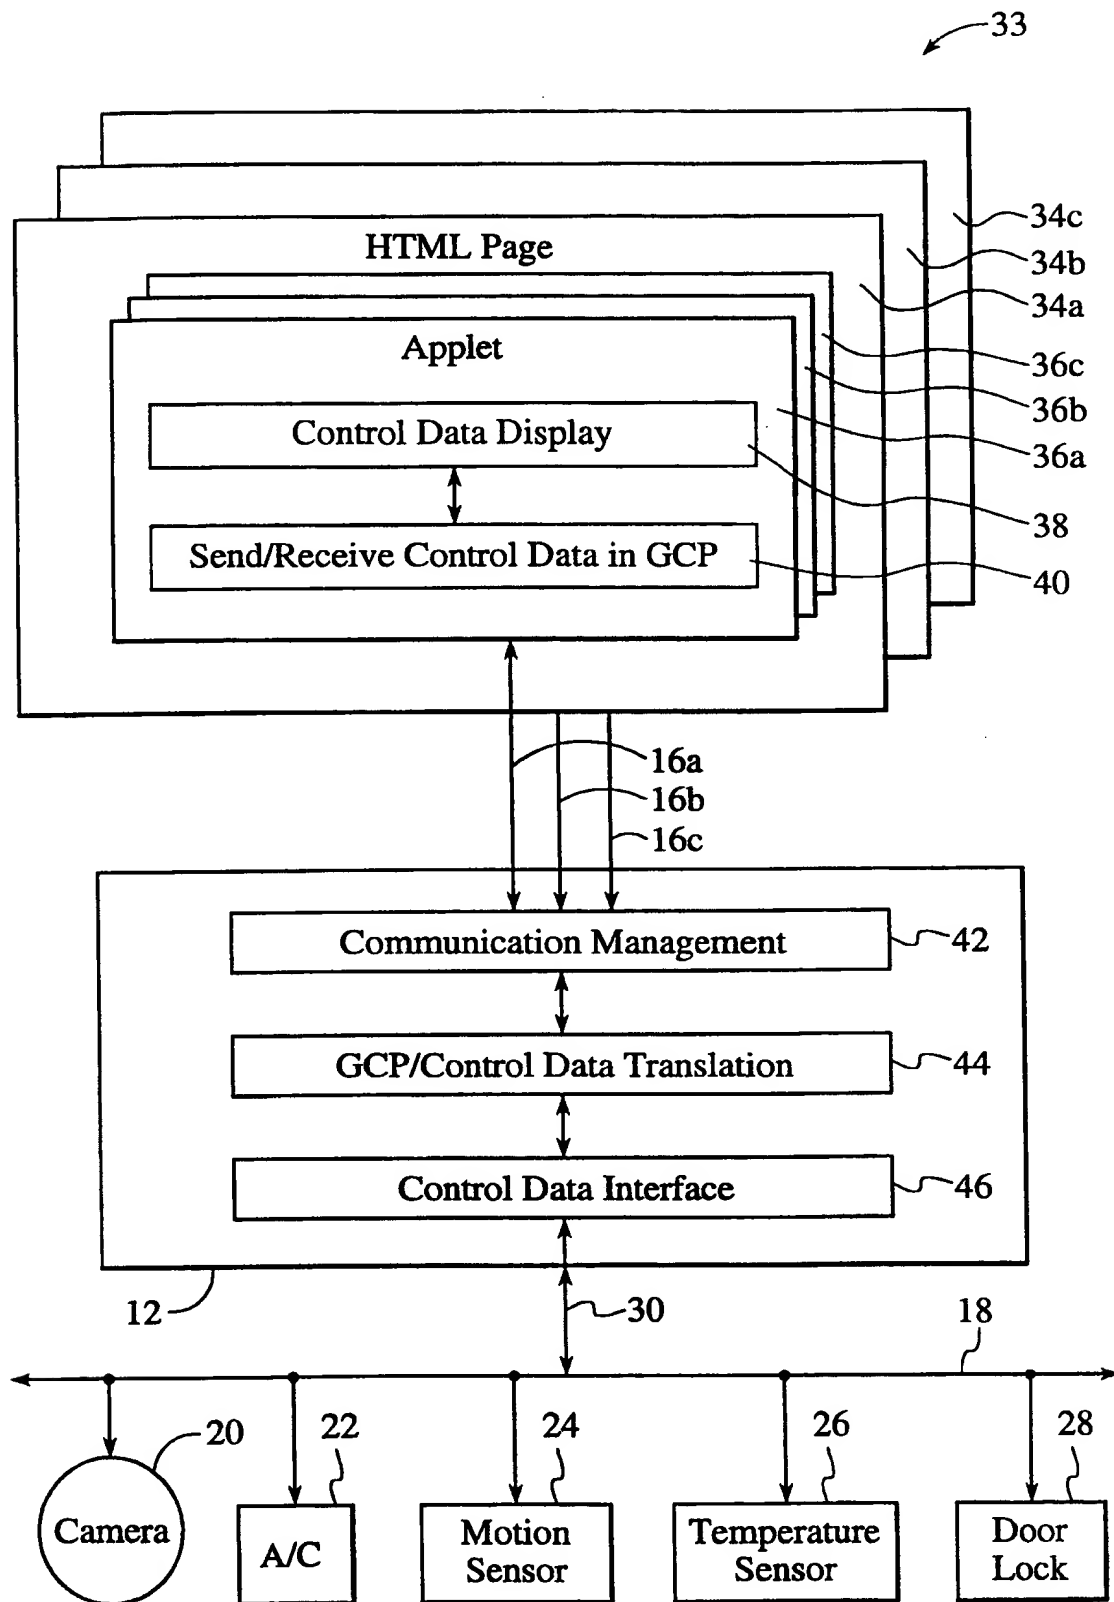 33
34c
HTML Page
34b
34a
Applet
36c
36b
Control Data Display
36a
38
Send/Receive Control Data in GCP
40
16a
16b
16c
Communication Management
42
GCP/Control Data Translation
44
Control Data Interface
46
12
30
18
20
22
24
26
28
Camera
A/C
Motion
Sensor
Temperature
Sensor
Door
Lock